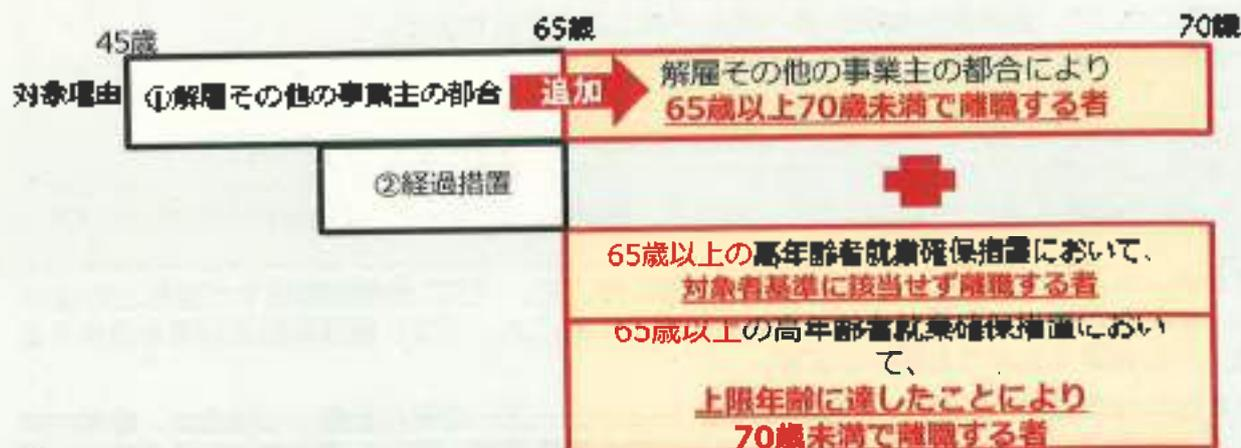 45歳
65歳
70歳
対象理由
①解雇その他の事業主の都合
追加
解雇その他の事業主の都合により
65歳以上70歳未満で離職する者
②経過措置
65歳以上の高年齢者就業確保措置において、
対象者基準に該当せず離職する者
65歳以上の高年齢者就業確保措置におい
て、
上限年齢に達したことにより
70歳未満で離職する者